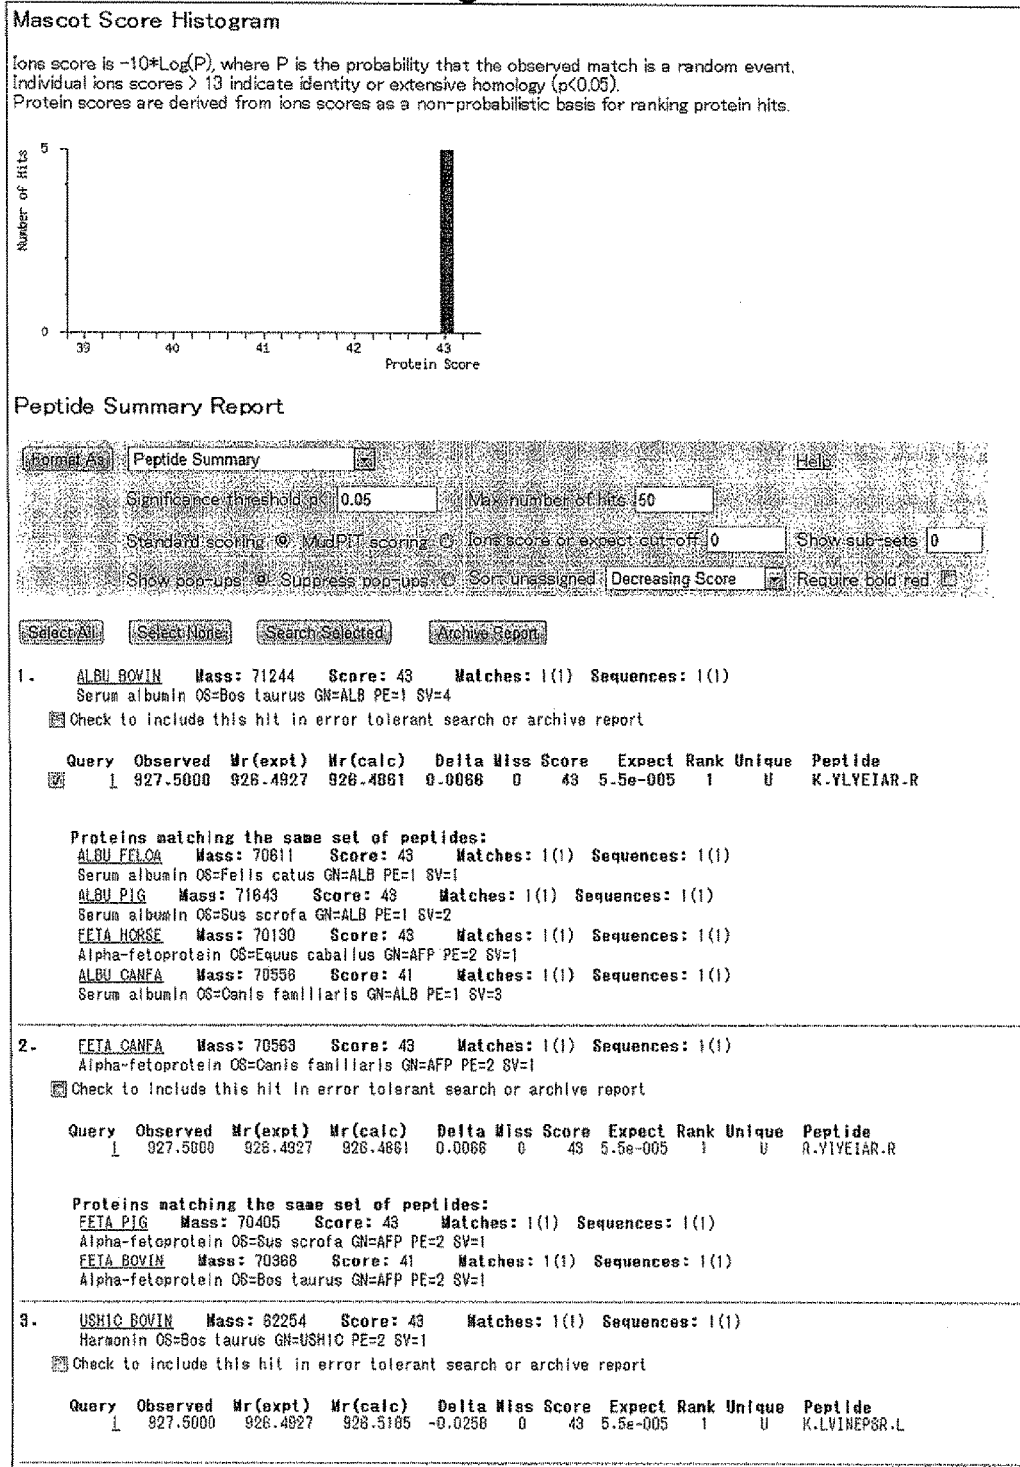 Mascot Score Histogram
Ions score is -10*Log(P), where P is the probability that the observed match is a random event.
Individual ions scores > 13 indicate identity or extensive homology (p<0.05).
Protein scores are derived from ions scores as a non-probabilistic basis for ranking protein hits.
Number of Hits
5
0
39 40 41 42 43
Protein Score
Peptide Summary Report
Format As Peptide Summary Help
Significance threshold p< 0.05 Max. number of hits 50
Standard scoring MudPIT scoring Ions score or expect cut-off 0 Show sub-sets 0
Show pop-ups Suppress pop-ups Sort unassigned Decreasing Score Require bold red
Select All Select None Search Selected Archive Report
1. ALBU_BOVIN Mass: 71244 Score: 43 Matches: 1(1) Sequences: 1(1)
Serum albumin OS=Bos taurus GN=ALB PE=1 SV=4
Check to include this hit in error tolerant search or archive report
Query Observed Mr(expt) Mr(calc) Delta Miss Score Expect Rank Unique Peptide
1 927.5000 926.4927 926.4861 0.0066 0 43 5.5e-005 1 U K.YLYEIAR.R
Proteins matching the same set of peptides:
ALBU_FELCA Mass: 70611 Score: 43 Matches: 1(1) Sequences: 1(1)
Serum albumin OS=Felis catus GN=ALB PE=1 SV=1
ALBU_PIG Mass: 71643 Score: 43 Matches: 1(1) Sequences: 1(1)
Serum albumin OS=Sus scrofa GN=ALB PE=1 SV=2
FETA_HORSE Mass: 70130 Score: 43 Matches: 1(1) Sequences: 1(1)
Alpha-fetoprotein OS=Equus caballus GN=AFP PE=2 SV=1
ALBU_CANFA Mass: 70556 Score: 41 Matches: 1(1) Sequences: 1(1)
Serum albumin OS=Canis familiaris GN=ALB PE=1 SV=3
2. FETA_CANFA Mass: 70563 Score: 43 Matches: 1(1) Sequences: 1(1)
Alpha-fetoprotein OS=Canis familiaris GN=AFP PE=2 SV=1
Check to include this hit in error tolerant search or archive report
Query Observed Mr(expt) Mr(calc) Delta Miss Score Expect Rank Unique Peptide
1 927.5000 926.4927 926.4861 0.0066 0 43 5.5e-005 1 U R.YIYEIAR.R
Proteins matching the same set of peptides:
FETA_PIG Mass: 70405 Score: 43 Matches: 1(1) Sequences: 1(1)
Alpha-fetoprotein OS=Sus scrofa GN=AFP PE=2 SV=1
FETA_BOVIN Mass: 70368 Score: 41 Matches: 1(1) Sequences: 1(1)
Alpha-fetoprotein OS=Bos taurus GN=AFP PE=2 SV=1
3. USH1C_BOVIN Mass: 62254 Score: 43 Matches: 1(1) Sequences: 1(1)
Harmonin OS=Bos taurus GN=USH1C PE=2 SV=1
Check to include this hit in error tolerant search or archive report
Query Observed Mr(expt) Mr(calc) Delta Miss Score Expect Rank Unique Peptide
1 927.5000 926.4927 926.5185 -0.0258 0 43 5.5e-005 1 U K.LVINEPSR.L